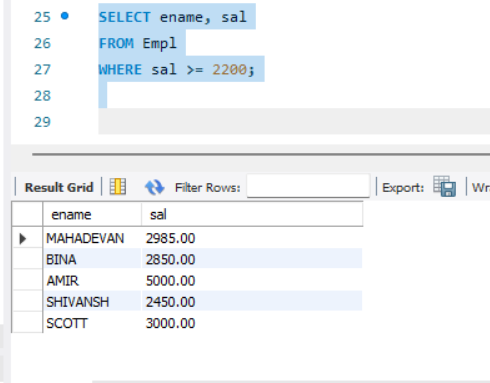 25 SELECT ename, sal
26 FROM Empl
27 WHERE sal >= 2200;
28
29
Result Grid Filter Rows: Export:
ename sal
MAHADEVAN 2985.00
BINA 2850.00
AMIR 5000.00
SHIVANSH 2450.00
SCOTT 3000.00